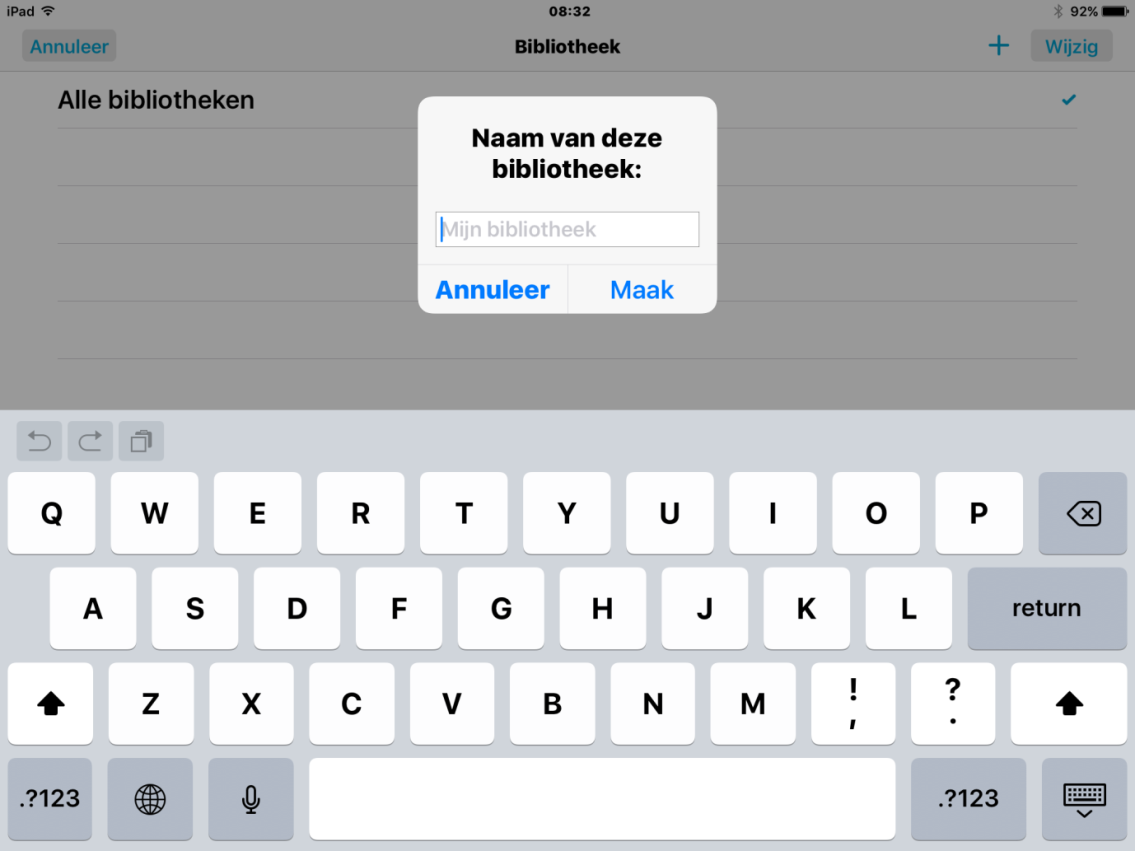 iPad 08:32 92%
Annuleer Bibliotheek + Wijzig
Alle bibliotheken
Naam van deze
bibliotheek:
Mijn bibliotheek
Annuleer Maak
Q W E R T Y U I O P
A S D F G H J K L return
Z X C V B N M ! , ? .
.?123 .?123